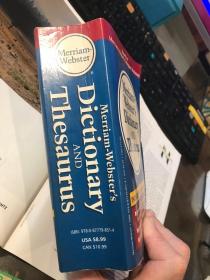 Merriam-
Webster
Merriam-Webster's
Dictionary
AND
Thesaurus
USA $8.99
CAN $10.99